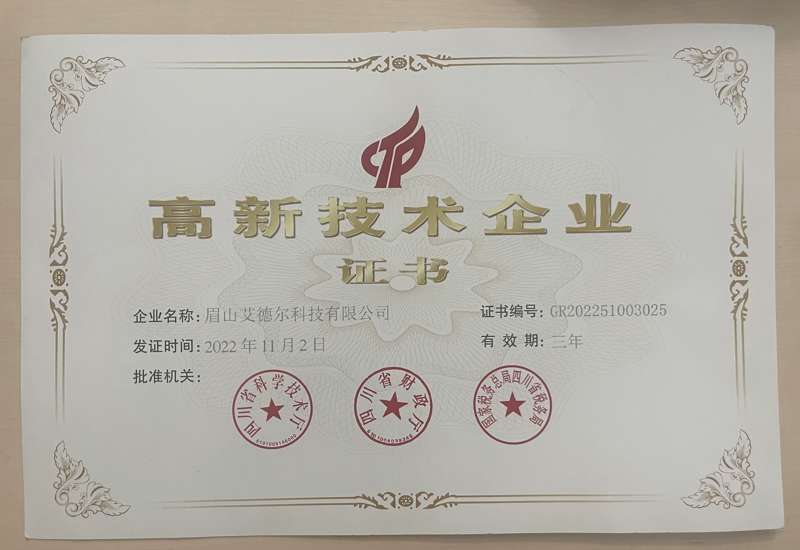 高新技术企业
证书
企业名称：眉山艾德尔科技有限公司
证书编号：GR202251003025
发证时间：2022年11月2日
有效期：三年
批准机关：
四川省科学技术厅
四川省财政厅
国家税务总局四川省税务局